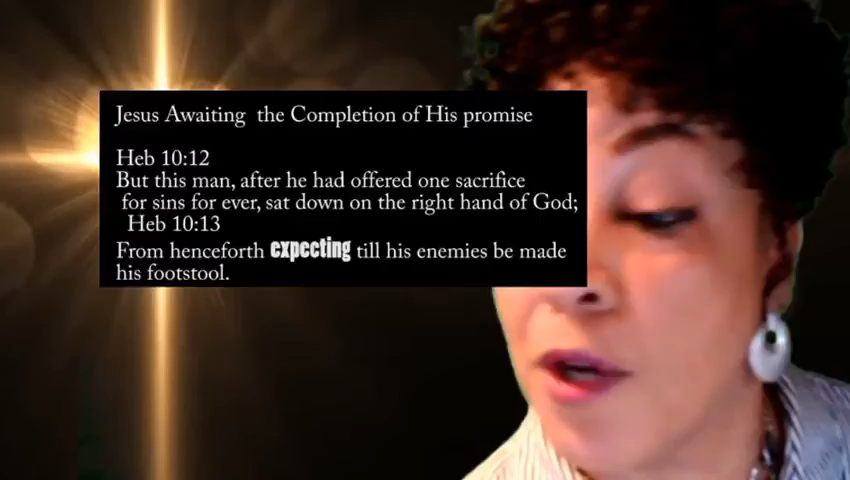 Jesus Awaiting the Completion of His promise
Heb 10:12
But this man, after he had offered one sacrifice
for sins for ever, sat down on the right hand of God;
Heb 10:13
From henceforth expecting till his enemies be made
his footstool.